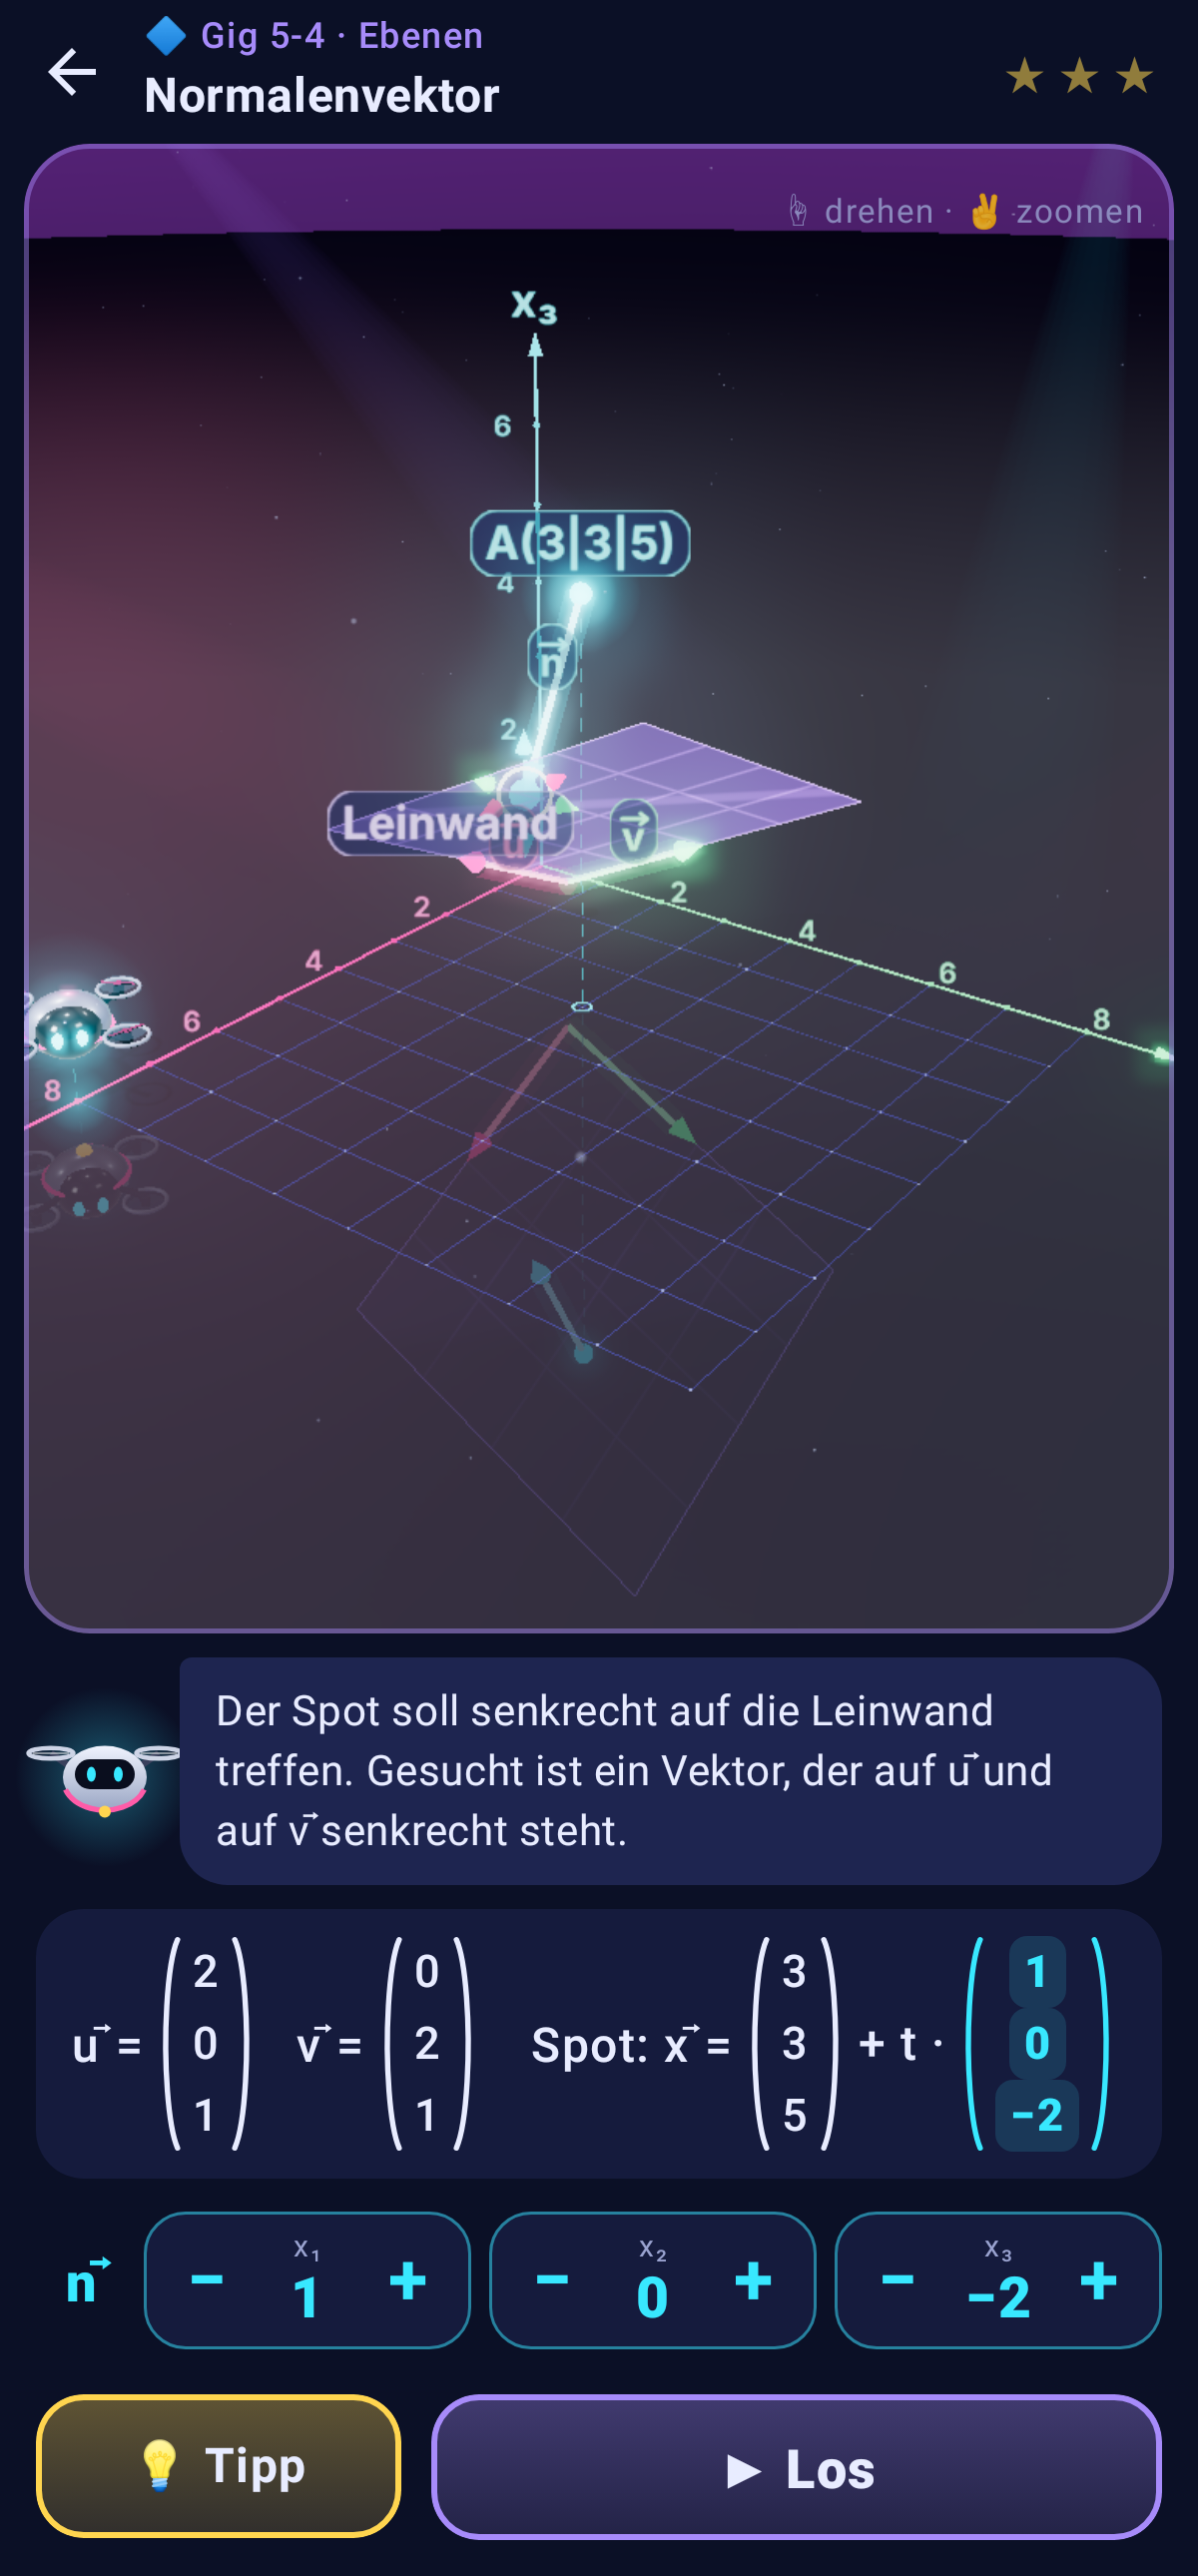 🔷 Gig 5-4 · Ebenen
Normalenvektor
★ ★ ★
☝ drehen · ✌ zoomen
x₃
6
A(3|3|5)
4
n⃗
2
Leinwand
u
v⃗
2
2
4
4
6
6
8
8
Der Spot soll senkrecht auf die Leinwand
treffen. Gesucht ist ein Vektor, der auf u⃗ und
auf v⃗ senkrecht steht.
u⃗ = (2 0 1) v⃗ = (0 2 1) Spot: x⃗ = (3 3 5) + t · (1 0 −2)
n⃗
x₁
− 1 +
x₂
− 0 +
x₃
− −2 +
💡 Tipp
▶ Los